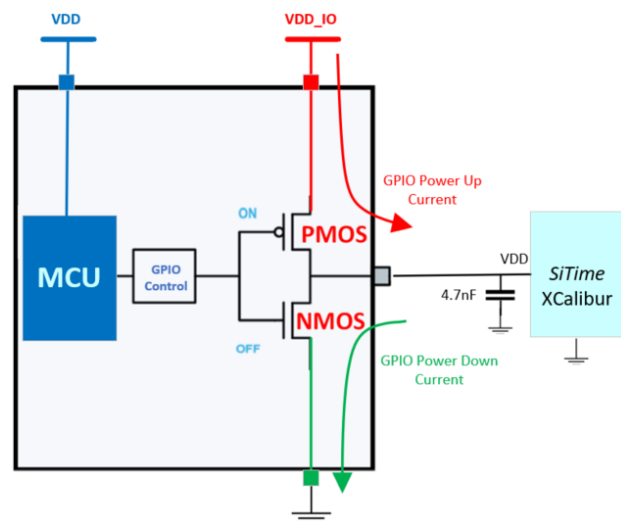 VDD
VDD_IO
GPIO Power Up
Current
ON
PMOS
MCU
GPIO
Control
VDD
SiTime
XCalibur
4.7nF
NMOS
OFF
GPIO Power Down
Current